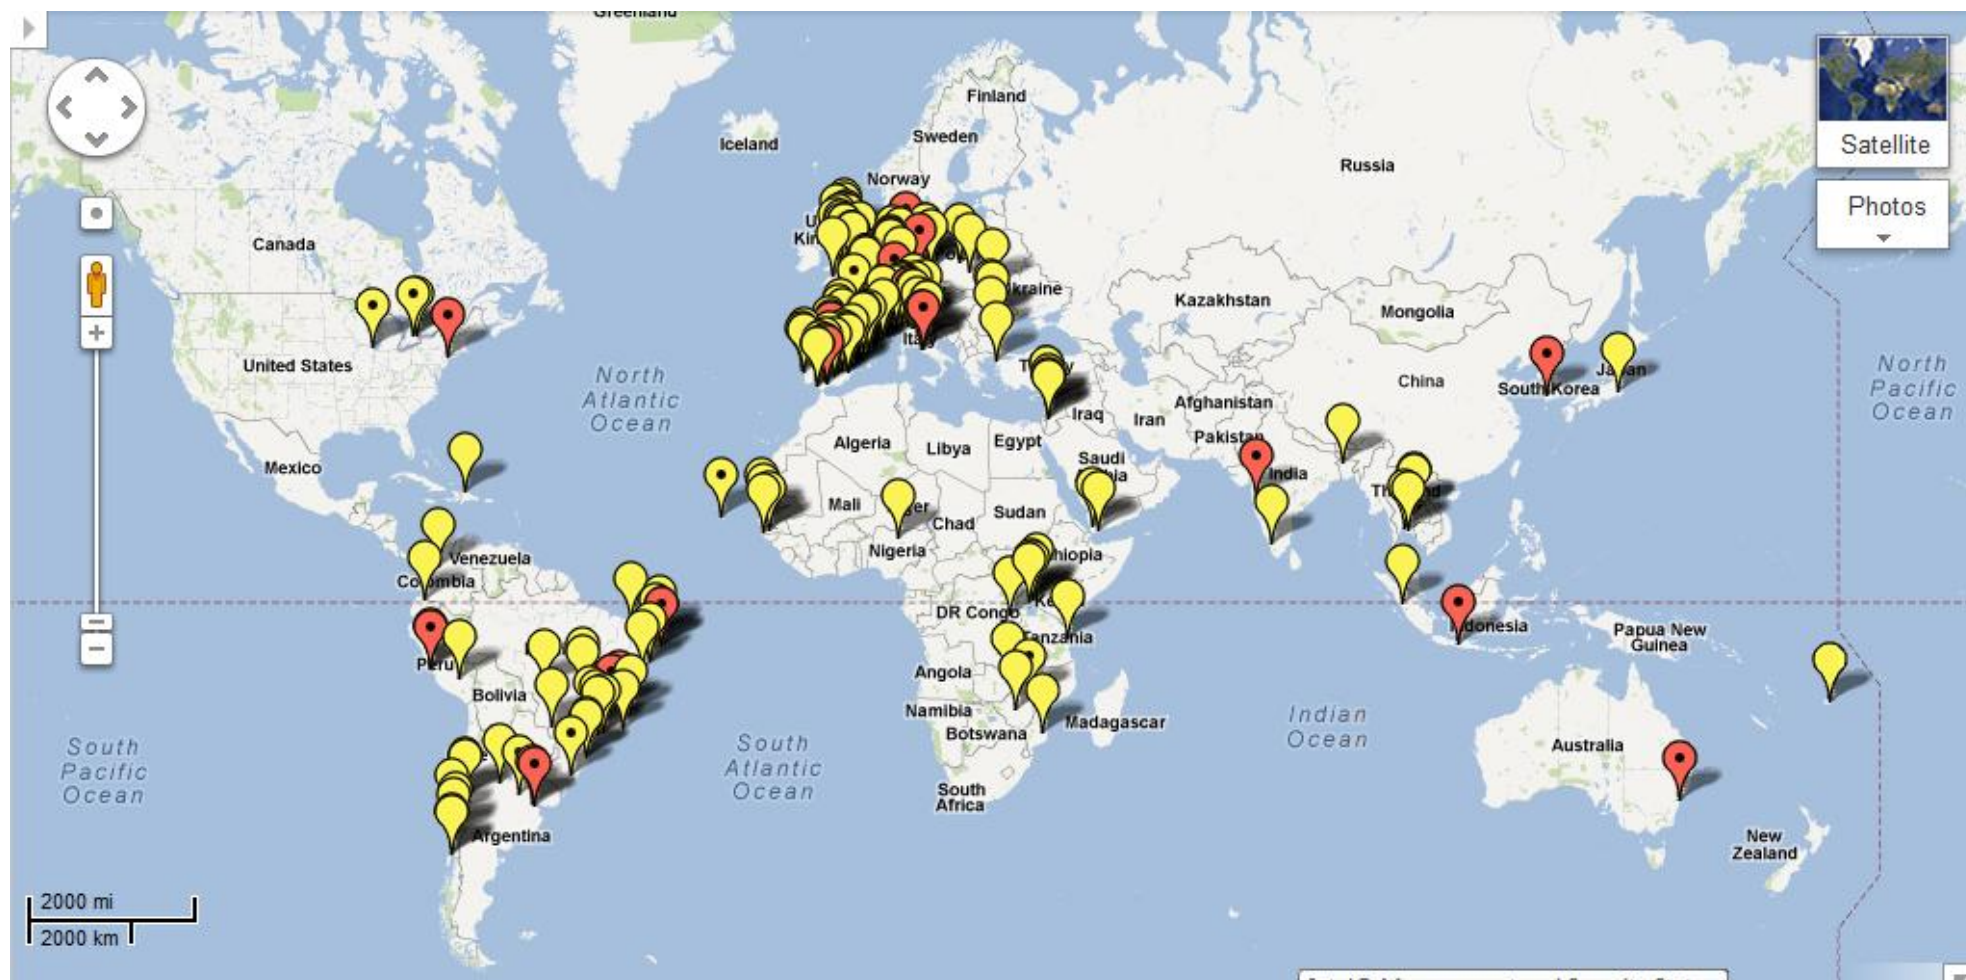 Greenland
Finland
Sweden
Iceland
Satellite
Russia
Norway
Photos
Canada
Kazakhstan
Mongolia
United States
North
Atlantic
Ocean
North
Pacific
Ocean
China
South Korea
Iraq
Iran
Afghanistan
Pakistan
Algeria
Libya
Egypt
Saudi
India
Mexico
Mali
Chad
Sudan
Nigeria
Venezuela
DR Congo
Angola
Papua New
Guinea
Bolivia
Namibia
Botswana
Madagascar
Indian
Ocean
Australia
South
Pacific
Ocean
South
Atlantic
Ocean
South
Africa
Argentina
New
Zealand
2000 mi
2000 km